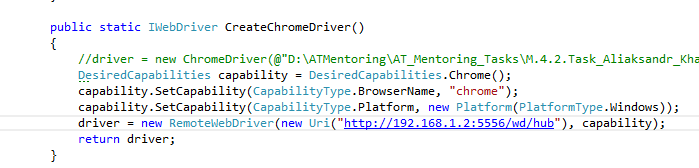 public static IWebDriver CreateChromeDriver()
{
//driver = new ChromeDriver(@"D:\ATMentoring\AT_Mentoring_Tasks\M.4.2.Task_Aliaksandr_Kha
DesiredCapabilities capability = DesiredCapabilities.Chrome();
capability.SetCapability(CapabilityType.BrowserName, "chrome");
capability.SetCapability(CapabilityType.Platform, new Platform(PlatformType.Windows));
driver = new RemoteWebDriver(new Uri("http://192.168.1.2:5556/wd/hub"), capability);
return driver;
}